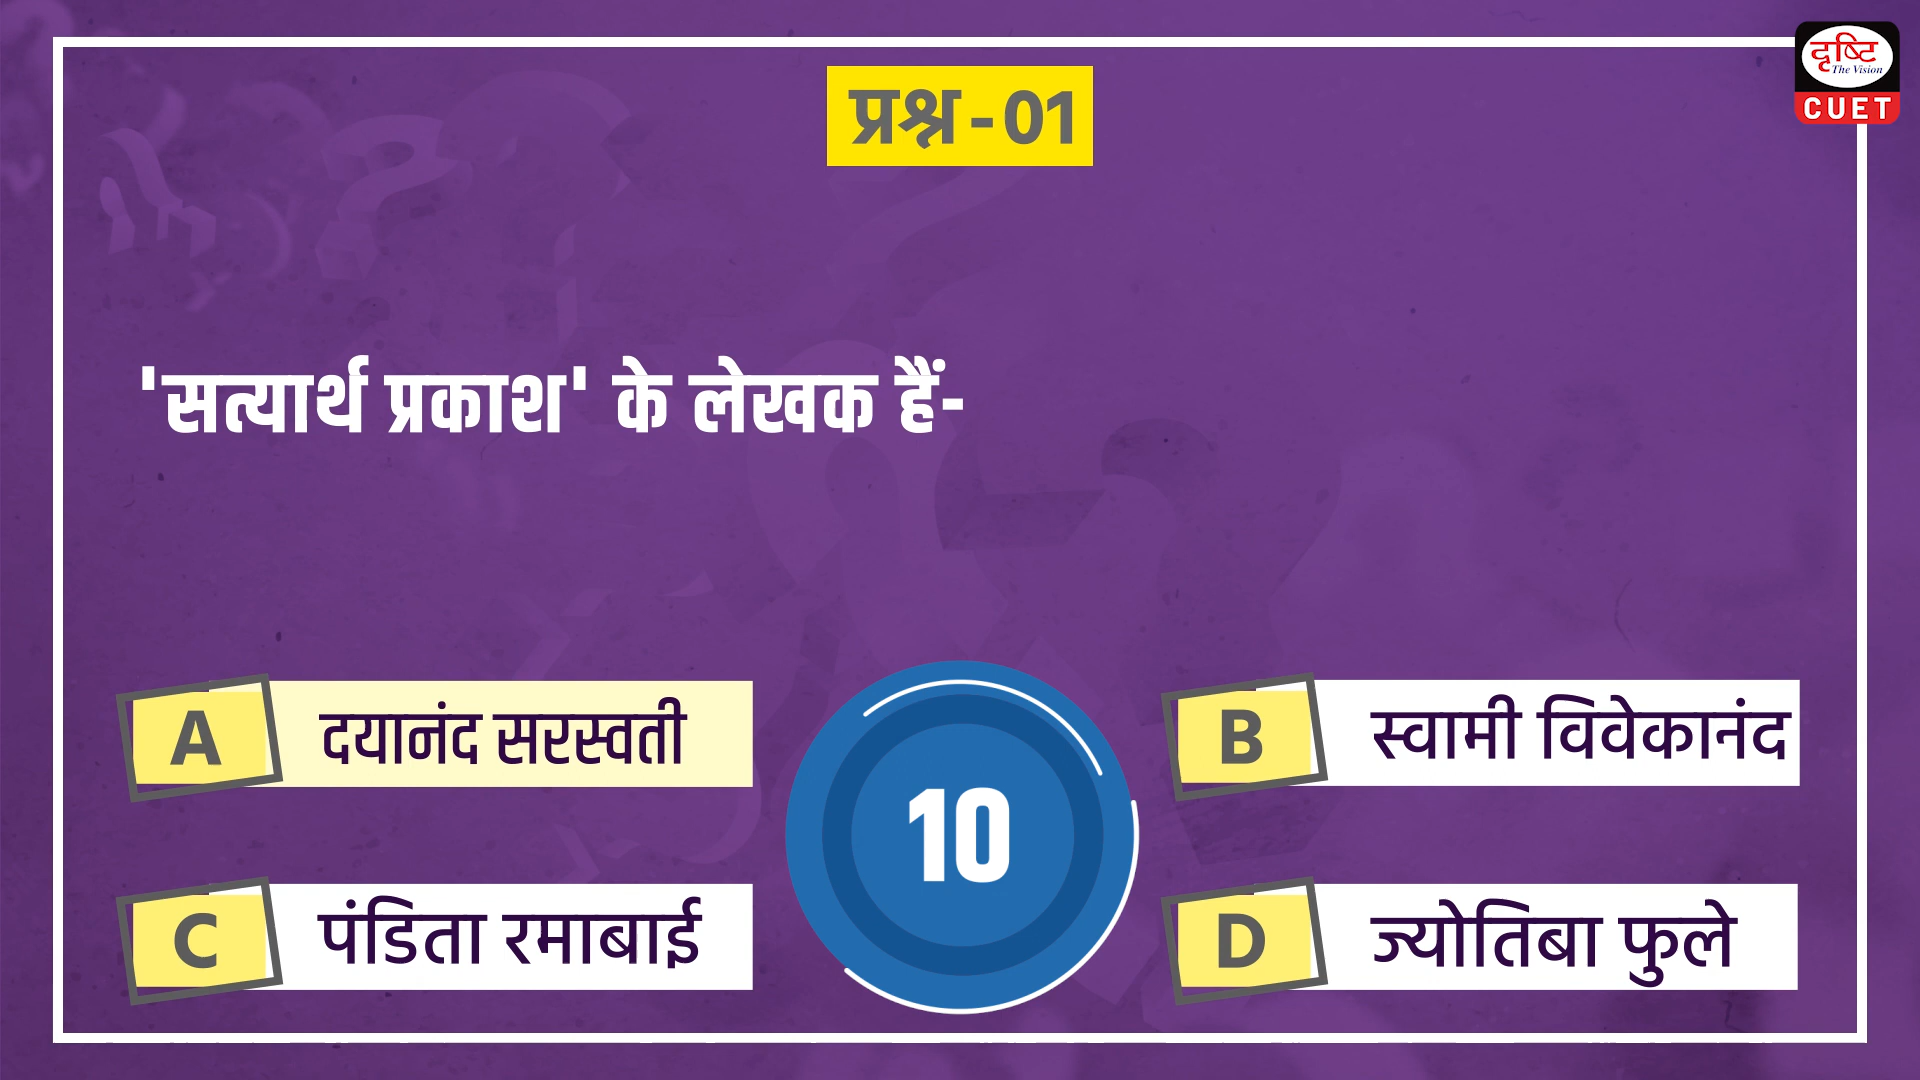 दृष्टि
The Vision
CUET
प्रश्न-01
'सत्यार्थ प्रकाश' के लेखक हैं-
A दयानंद सरस्वती
B स्वामी विवेकानंद
10
C पंडिता रमाबाई
D ज्योतिबा फुले